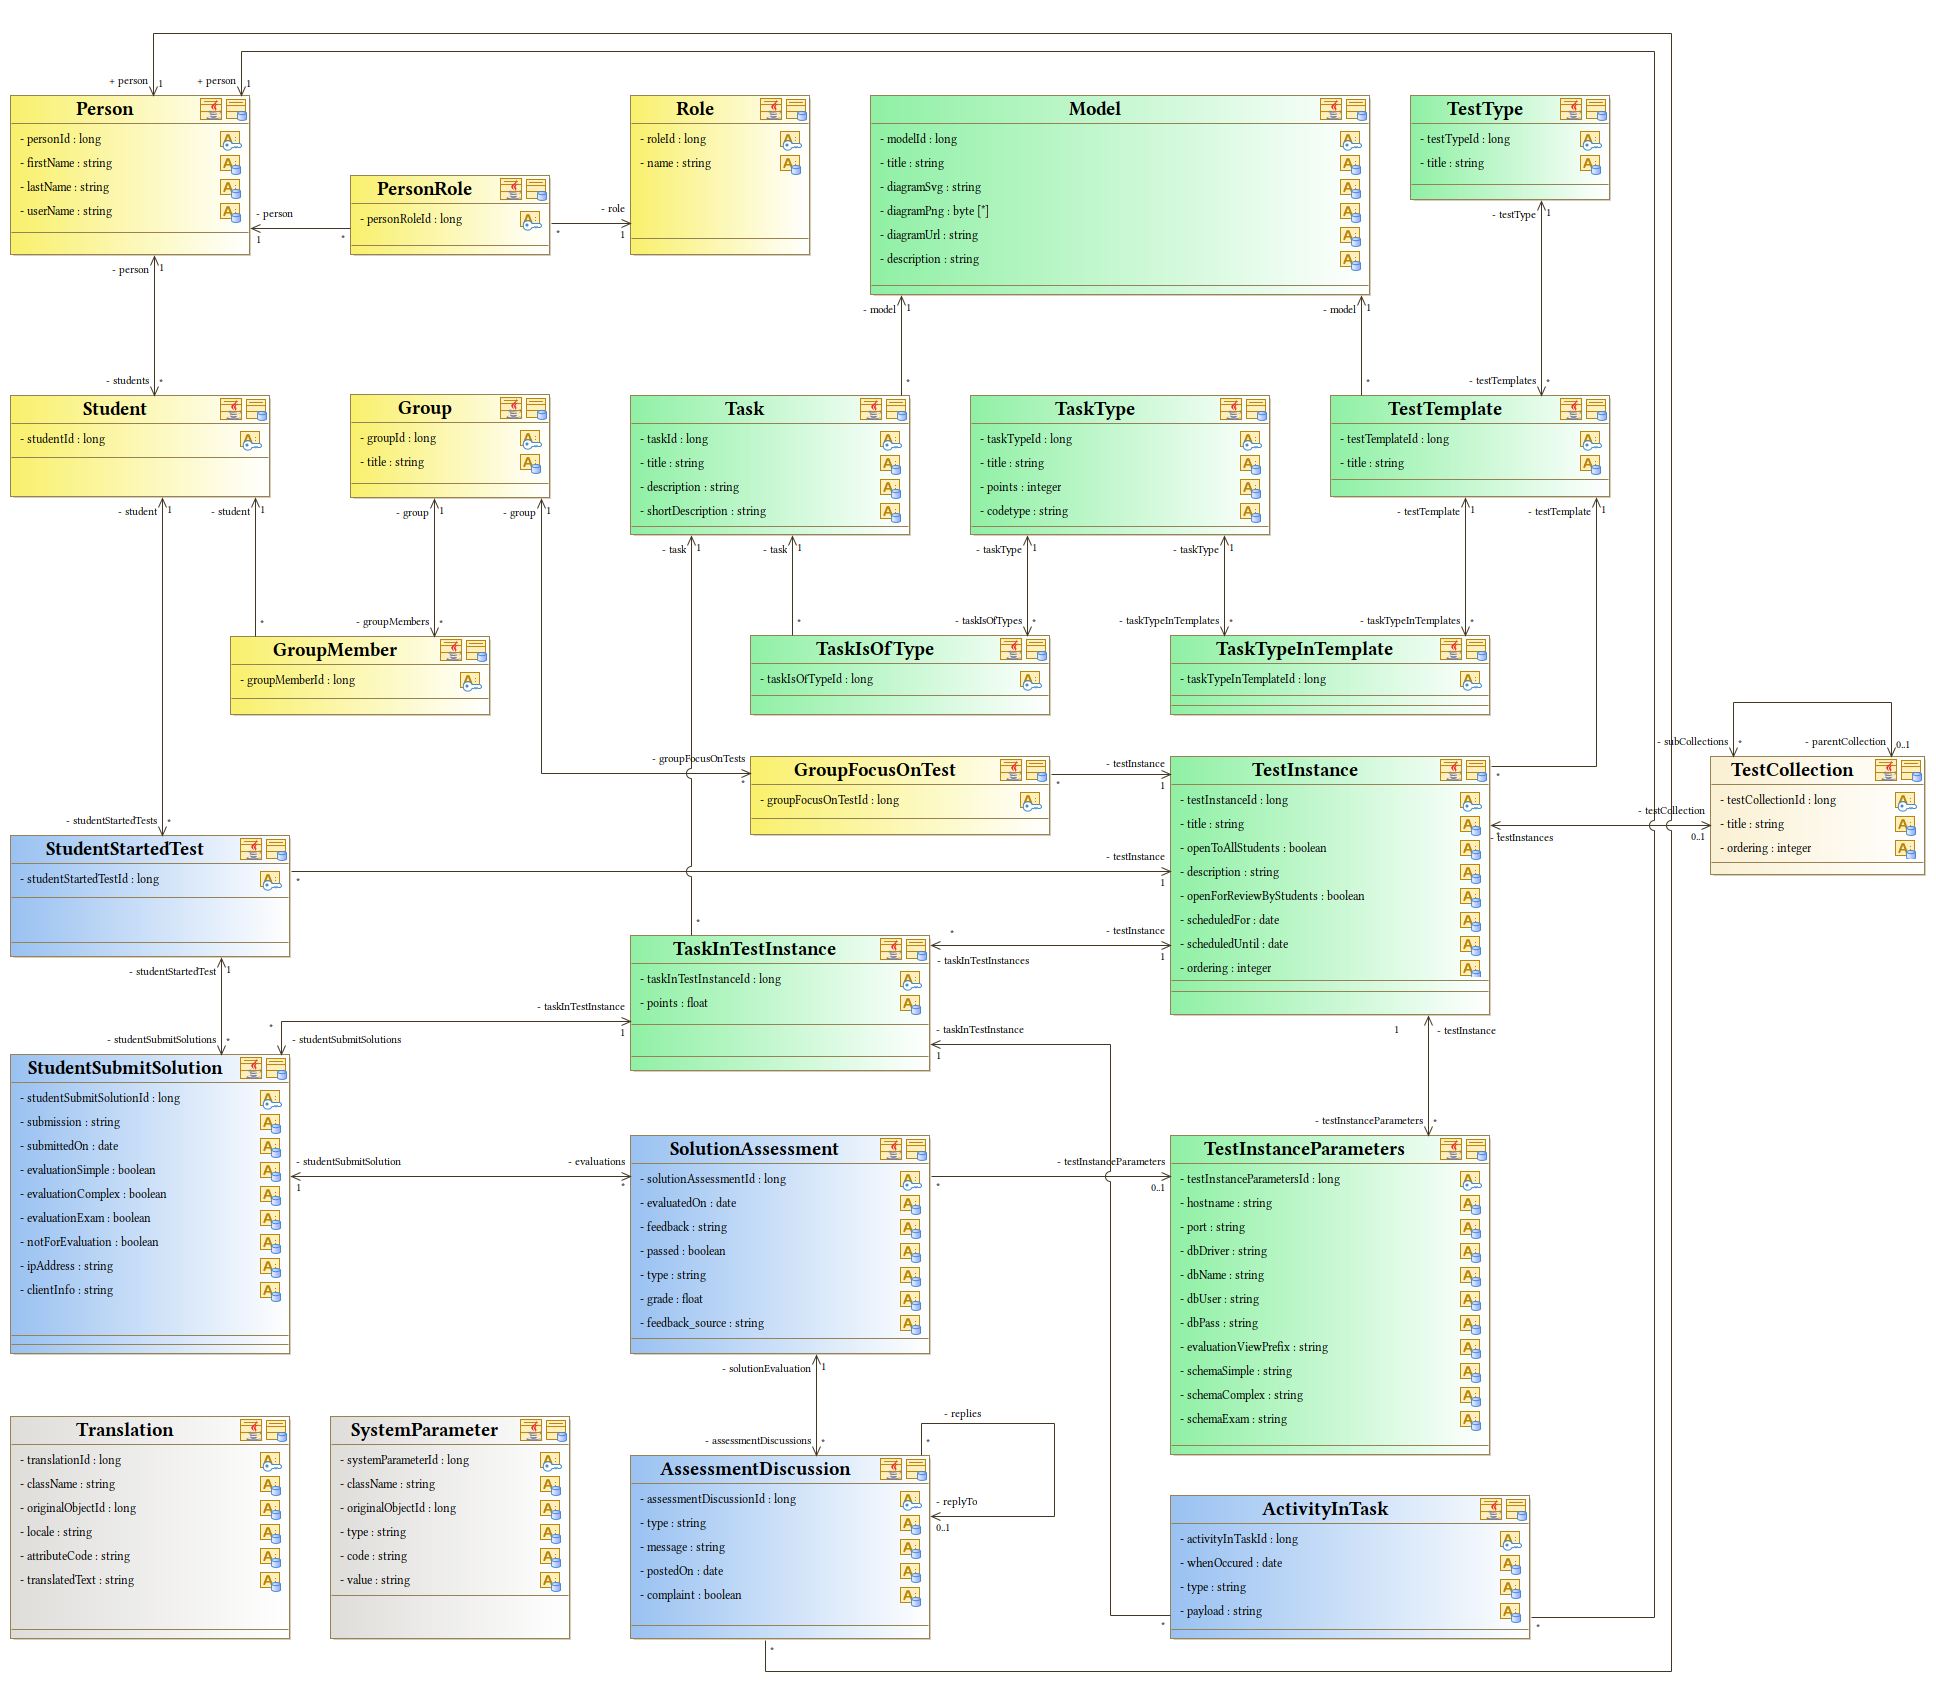 + person
1
+ person
1
Person
- personId : long
- firstName : string
- lastName : string
- userName : string
PersonRole
- personRoleId : long
- person
1
*
- role
*
1
Role
- roleId : long
- name : string
Model
- modelId : long
- title : string
- diagramSvg : string
- diagramPng : byte [*]
- diagramUrl : string
- description : string
TestType
- testTypeId : long
- title : string
- testType
1
- person
1
- model
1
- model
1
- students
*
*
*
- testTemplates
*
Student
- studentId : long
Group
- groupId : long
- title : string
Task
- taskId : long
- title : string
- description : string
- shortDescription : string
TaskType
- taskTypeId : long
- title : string
- points : integer
- codetype : string
TestTemplate
- testTemplateId : long
- title : string
- student
1
- student
1
- group
1
- group
1
- testTemplate
1
- testTemplate
1
- task
1
- task
1
- taskType
1
- taskType
1
*
- groupMembers
*
*
- taskIsOfTypes
*
- taskTypeInTemplates
*
- taskTypeInTemplates
*
GroupMember
- groupMemberId : long
TaskIsOfType
- taskIsOfTypeId : long
TaskTypeInTemplate
- taskTypeInTemplateId : long
- subCollections
*
- parentCollection
0..1
- groupFocusOnTests
*
GroupFocusOnTest
- groupFocusOnTestId : long
- testInstance
*
1
TestInstance
- testInstanceId : long
- title : string
- openToAllStudents : boolean
- description : string
- openForReviewByStudents : boolean
- scheduledFor : date
- scheduledUntil : date
- ordering : integer
*
- testCollection
0..1
*
- testInstances
TestCollection
- testCollectionId : long
- title : string
- ordering : integer
- studentStartedTests
*
StudentStartedTest
- studentStartedTestId : long
*
- testInstance
1
*
TaskInTestInstance
- taskInTestInstanceId : long
- points : float
*
- testInstance
1
- taskInTestInstances
- studentStartedTest
1
- taskInTestInstance
1
*
- studentSubmitSolutions
*
- studentSubmitSolutions
- taskInTestInstance
1
1
- testInstance
StudentSubmitSolution
- studentSubmitSolutionId : long
- submission : string
- submittedOn : date
- evaluationSimple : boolean
- evaluationComplex : boolean
- evaluationExam : boolean
- notForEvaluation : boolean
- ipAddress : string
- clientInfo : string
- studentSubmitSolution
1
- evaluations
*
SolutionAssessment
- solutionAssessmentId : long
- evaluatedOn : date
- feedback : string
- passed : boolean
- type : string
- grade : float
- feedback_source : string
*
- testInstanceParameters
0..1
- testInstanceParameters
*
TestInstanceParameters
- testInstanceParametersId : long
- hostname : string
- port : string
- dbDriver : string
- dbName : string
- dbUser : string
- dbPass : string
- evaluationViewPrefix : string
- schemaSimple : string
- schemaComplex : string
- schemaExam : string
- solutionEvaluation
1
- assessmentDiscussions
*
- replies
*
Translation
- translationId : long
- className : string
- originalObjectId : long
- locale : string
- attributeCode : string
- translatedText : string
SystemParameter
- systemParameterId : long
- className : string
- originalObjectId : long
- type : string
- code : string
- value : string
AssessmentDiscussion
- assessmentDiscussionId : long
- type : string
- message : string
- postedOn : date
- complaint : boolean
- replyTo
0..1
*
ActivityInTask
- activityInTaskId : long
- whenOccured : date
- type : string
- payload : string
*
*